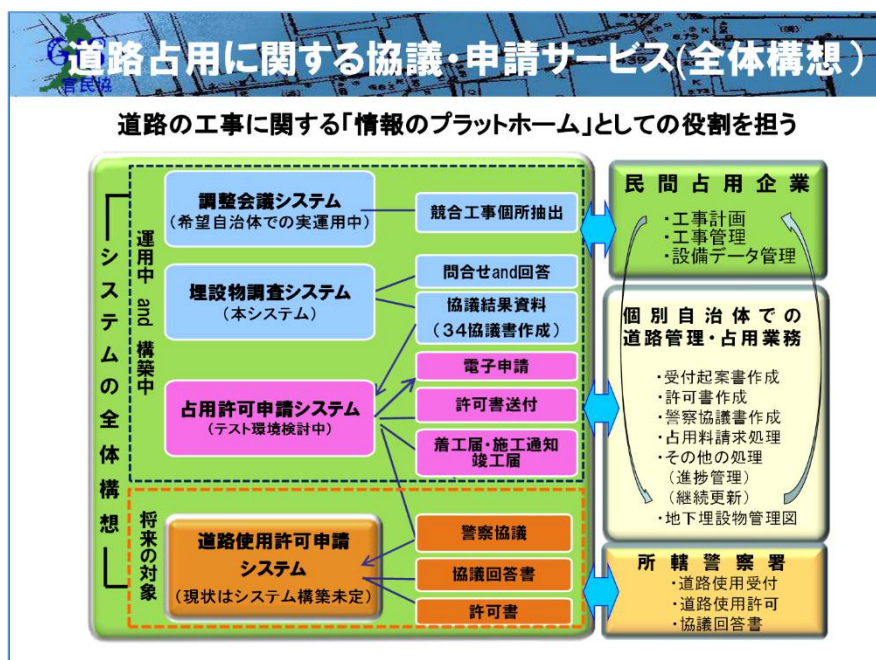 道路占用に関する協議・申請サービス(全体構想)
官民協
道路の工事に関する「情報のプラットホーム」としての役割を担う
システムの全体構想
運用中 and 構築中
調整会議システム
(希望自治体での実運用中)
競合工事個所抽出
埋設物調査システム
(本システム)
問合せand回答
協議結果資料
(34協議書作成)
占用許可申請システム
(テスト環境検討中)
電子申請
許可書送付
着工届・施工通知
竣工届
将来の対象
道路使用許可申請
システム
(現状はシステム構築未定)
警察協議
協議回答書
許可書
民間占用企業
・工事計画
・工事管理
・設備データ管理
個別自治体での
道路管理・占用業務
・受付起案書作成
・許可書作成
・警察協議書作成
・占用料請求処理
・その他の処理
(進捗管理)
(継続更新)
・地下埋設物管理図
所轄警察署
・道路使用受付
・道路使用許可
・協議回答書